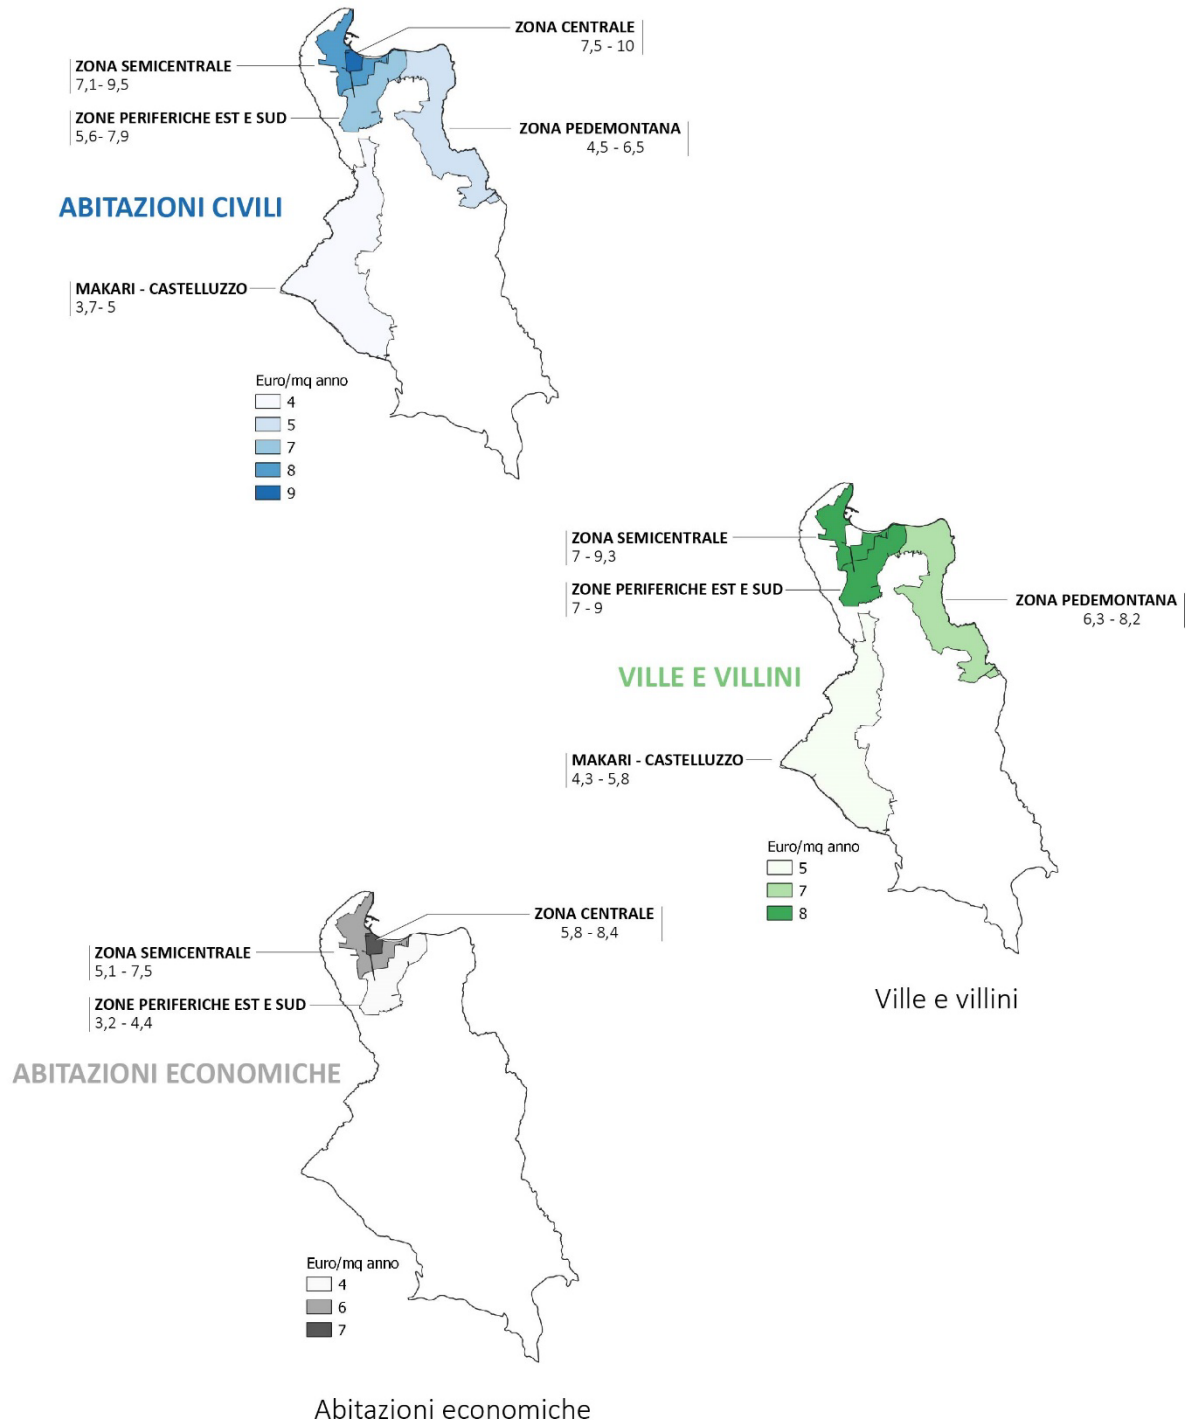 ZONA CENTRALE
7,5 - 10
ZONA SEMICENTRALE
7,1- 9,5
ZONE PERIFERICHE EST E SUD
5,6- 7,9
ZONA PEDEMONTANA
4,5 - 6,5
ABITAZIONI CIVILI
MAKARI - CASTELLUZZO
3,7- 5
Euro/mq anno
4
5
7
8
9
ZONA SEMICENTRALE
7 - 9,3
ZONE PERIFERICHE EST E SUD
7 - 9
ZONA PEDEMONTANA
6,3 - 8,2
VILLE E VILLINI
MAKARI - CASTELLUZZO
4,3 - 5,8
Euro/mq anno
5
7
8
Ville e villini
ZONA CENTRALE
5,8 - 8,4
ZONA SEMICENTRALE
5,1 - 7,5
ZONE PERIFERICHE EST E SUD
3,2 - 4,4
ABITAZIONI ECONOMICHE
Euro/mq anno
4
6
7
Abitazioni economiche